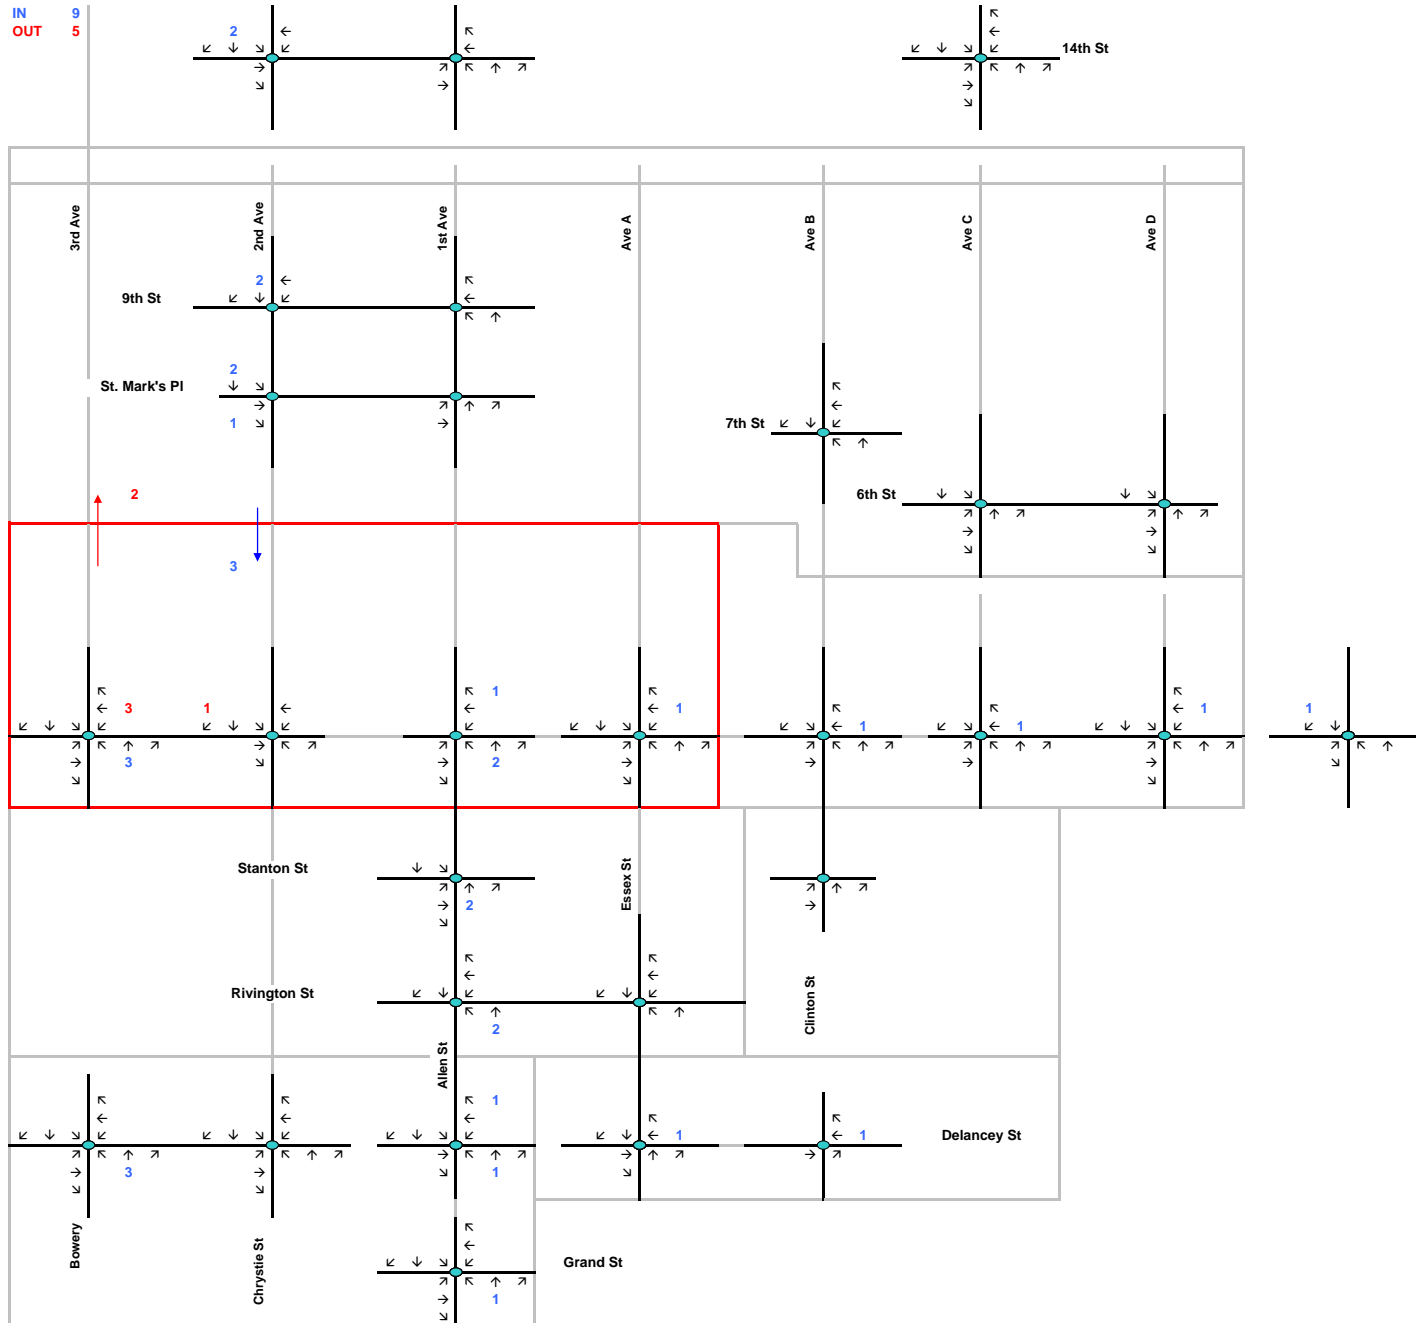 IN 9
OUT 5
2
14th St
3rd Ave
2nd Ave
1st Ave
Ave A
Ave B
Ave C
Ave D
2
9th St
2
St. Mark's Pl
1
7th St
2
6th St
3
1
3 1 1 1 1 1 1
3 2
Stanton St
Essex St
2
Rivington St
Clinton St
2
Allen St
1
1 1 Delancey St
3 1
Bowery
Chrystie St
Grand St
1